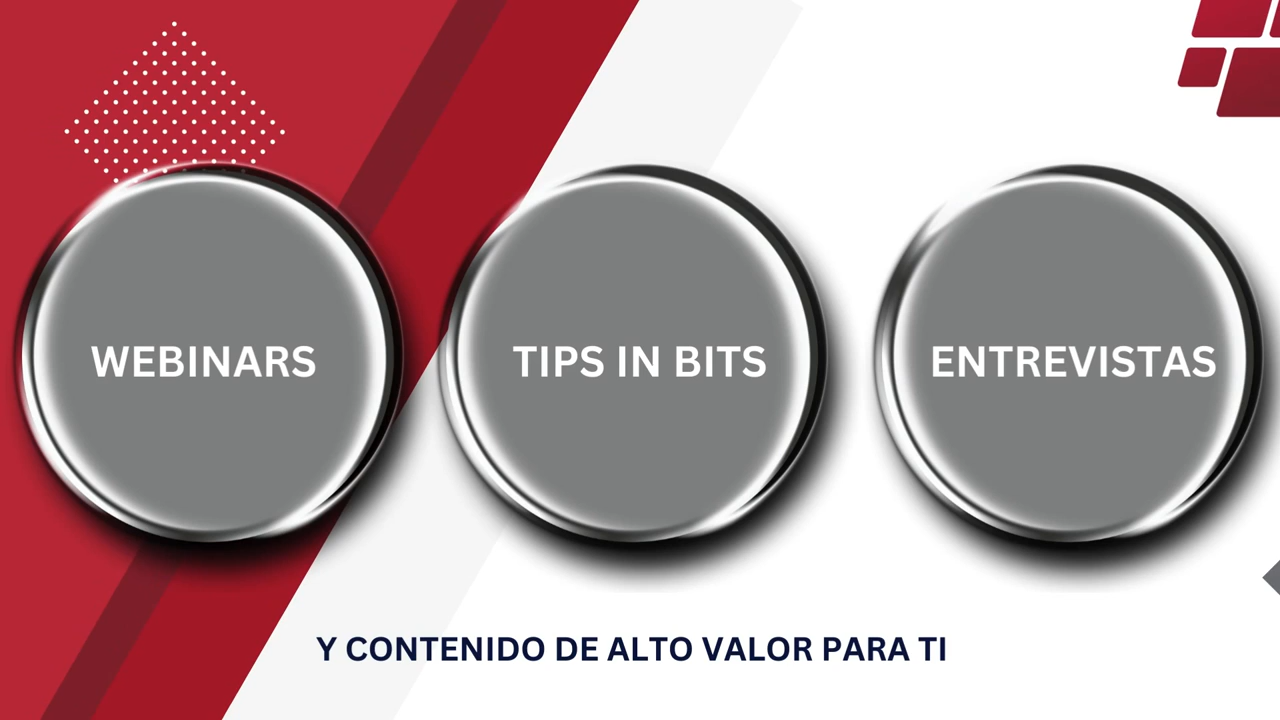 WEBINARS
TIPS IN BITS
ENTREVISTAS
Y CONTENIDO DE ALTO VALOR PARA TI